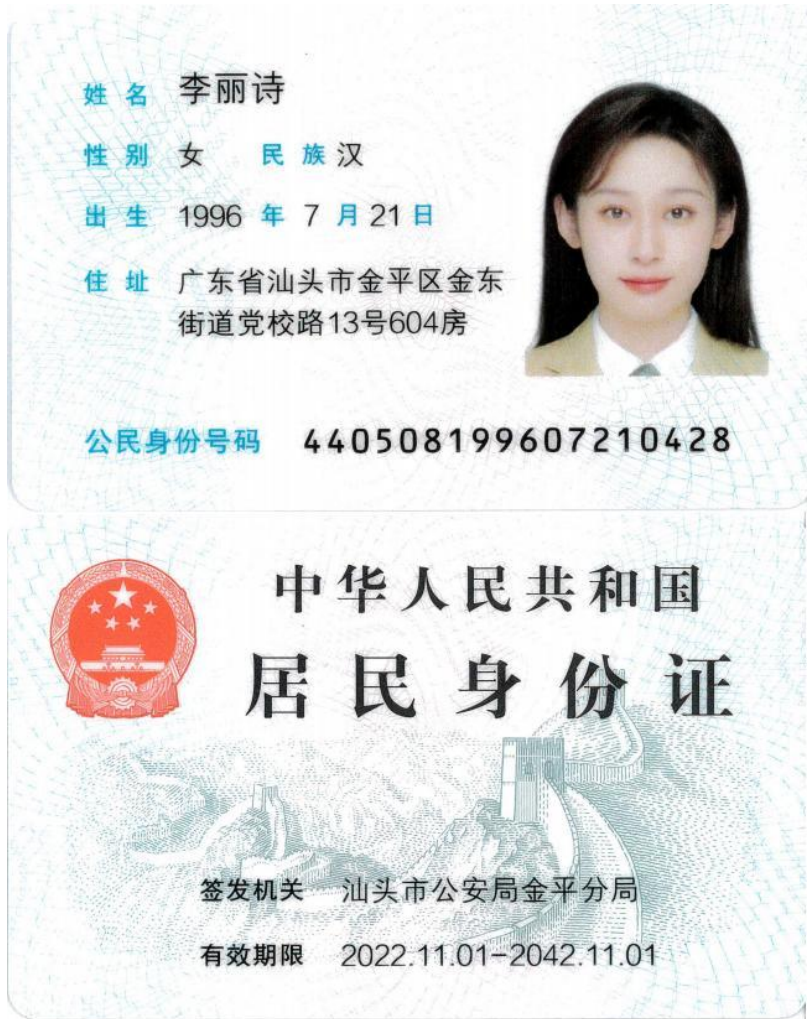 姓名 李丽诗
性别 女 民族 汉
出生 1996 年 7 月 21 日
住址 广东省汕头市金平区金东
街道党校路13号604房
公民身份号码 440508199607210428
中华人民共和国
居民身份证
签发机关 汕头市公安局金平分局
有效期限 2022.11.01-2042.11.01